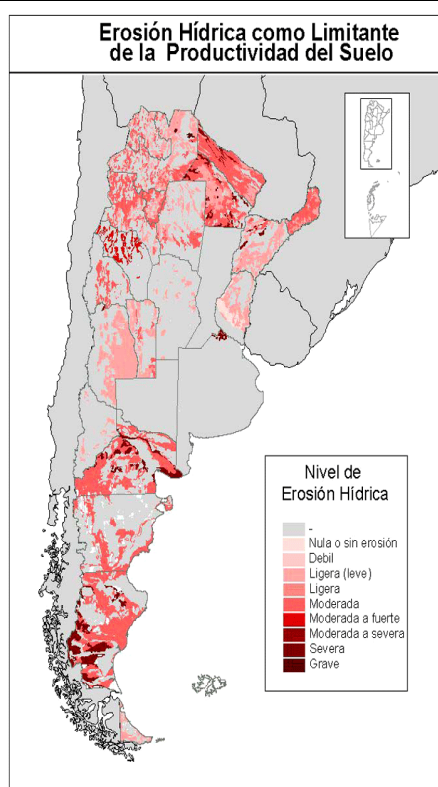 Erosión Hídrica como Limitante
de la Productividad del Suelo
Nivel de
Erosión Hídrica
-
Nula o sin erosión
Debil
Ligera (leve)
Ligera
Moderada
Moderada a fuerte
Moderada a severa
Severa
Grave